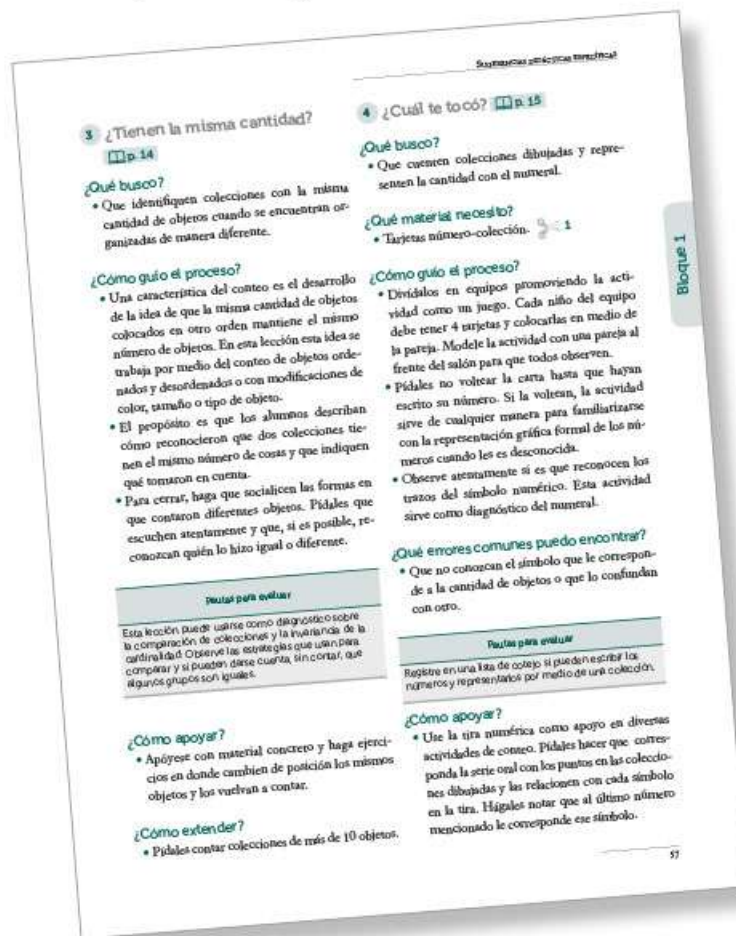 SUGERENCIAS DIDÁCTICAS ESPECÍFICAS
3 ¿Tienen la misma cantidad?
p. 14
¿Qué busco?
• Que identifiquen colecciones con la misma
cantidad de objetos cuando se encuentran or-
ganizadas de manera diferente.
¿Cómo guío el proceso?
• Una característica del conteo es el desarrollo
de la idea de que la misma cantidad de objetos
colocados en otro orden mantiene el mismo
número de objetos. En esta lección esta idea se
trabaja por medio del conteo de objetos orde-
nados y desordenados o con modificaciones de
color, tamaño o tipo de objeto.
• El propósito es que los alumnos describan
cómo reconocieron que dos colecciones tie-
nen el mismo número de cosas y que indiquen
qué tomaron en cuenta.
• Para cerrar, haga que socialicen las formas en
que contaron diferentes objetos. Pídales que
escuchen atentamente y que, si es posible, re-
conozcan quién lo hizo igual o diferente.
Pautas para evaluar
Esta lección puede usarse como diagnóstico sobre
la comparación de colecciones y la invariancia de la
cardinalidad. Observe las estrategias que usan para
comparar y si pueden darse cuenta, sin contar, que
algunos grupos son iguales.
¿Cómo apoyar?
• Apóyese con material concreto y haga ejerci-
cios en donde cambien de posición los mismos
objetos y los vuelvan a contar.
¿Cómo extender?
• Pídales contar colecciones de más de 10 objetos.
4 ¿Cuál te tocó? p. 15
¿Qué busco?
• Que cuenten colecciones dibujadas y repre-
senten la cantidad con el numeral.
¿Qué material necesito?
• Tarjetas número-colección. 1
¿Cómo guío el proceso?
• Divídalos en equipos promoviendo la acti-
vidad como un juego. Cada niño del equipo
debe tener 4 tarjetas y colocarlas en medio de
la pareja. Modele la actividad con una pareja al
frente del salón para que todos observen.
• Pídales no voltear la carta hasta que hayan
escrito su número. Si la voltean, la actividad
sirve de cualquier manera para familiarizarse
con la representación gráfica formal de los nú-
meros cuando les es desconocida.
• Observe atentamente si es que reconocen los
trazos del símbolo numérico. Esta actividad
sirve como diagnóstico del numeral.
¿Qué errores comunes puedo encontrar?
• Que no conozcan el símbolo que le correspon-
de a la cantidad de objetos o que lo confundan
con otro.
Pautas para evaluar
Registre en una lista de cotejo si pueden escribir los
números y representarlos por medio de una colección.
¿Cómo apoyar?
• Use la tira numérica como apoyo en diversas
actividades de conteo. Pídales hacer que corres-
ponda la serie oral con los puntos en las coleccio-
nes dibujadas y las relacionen con cada símbolo
en la tira. Hágales notar que al último número
mencionado le corresponde ese símbolo.
Bloque 1
57